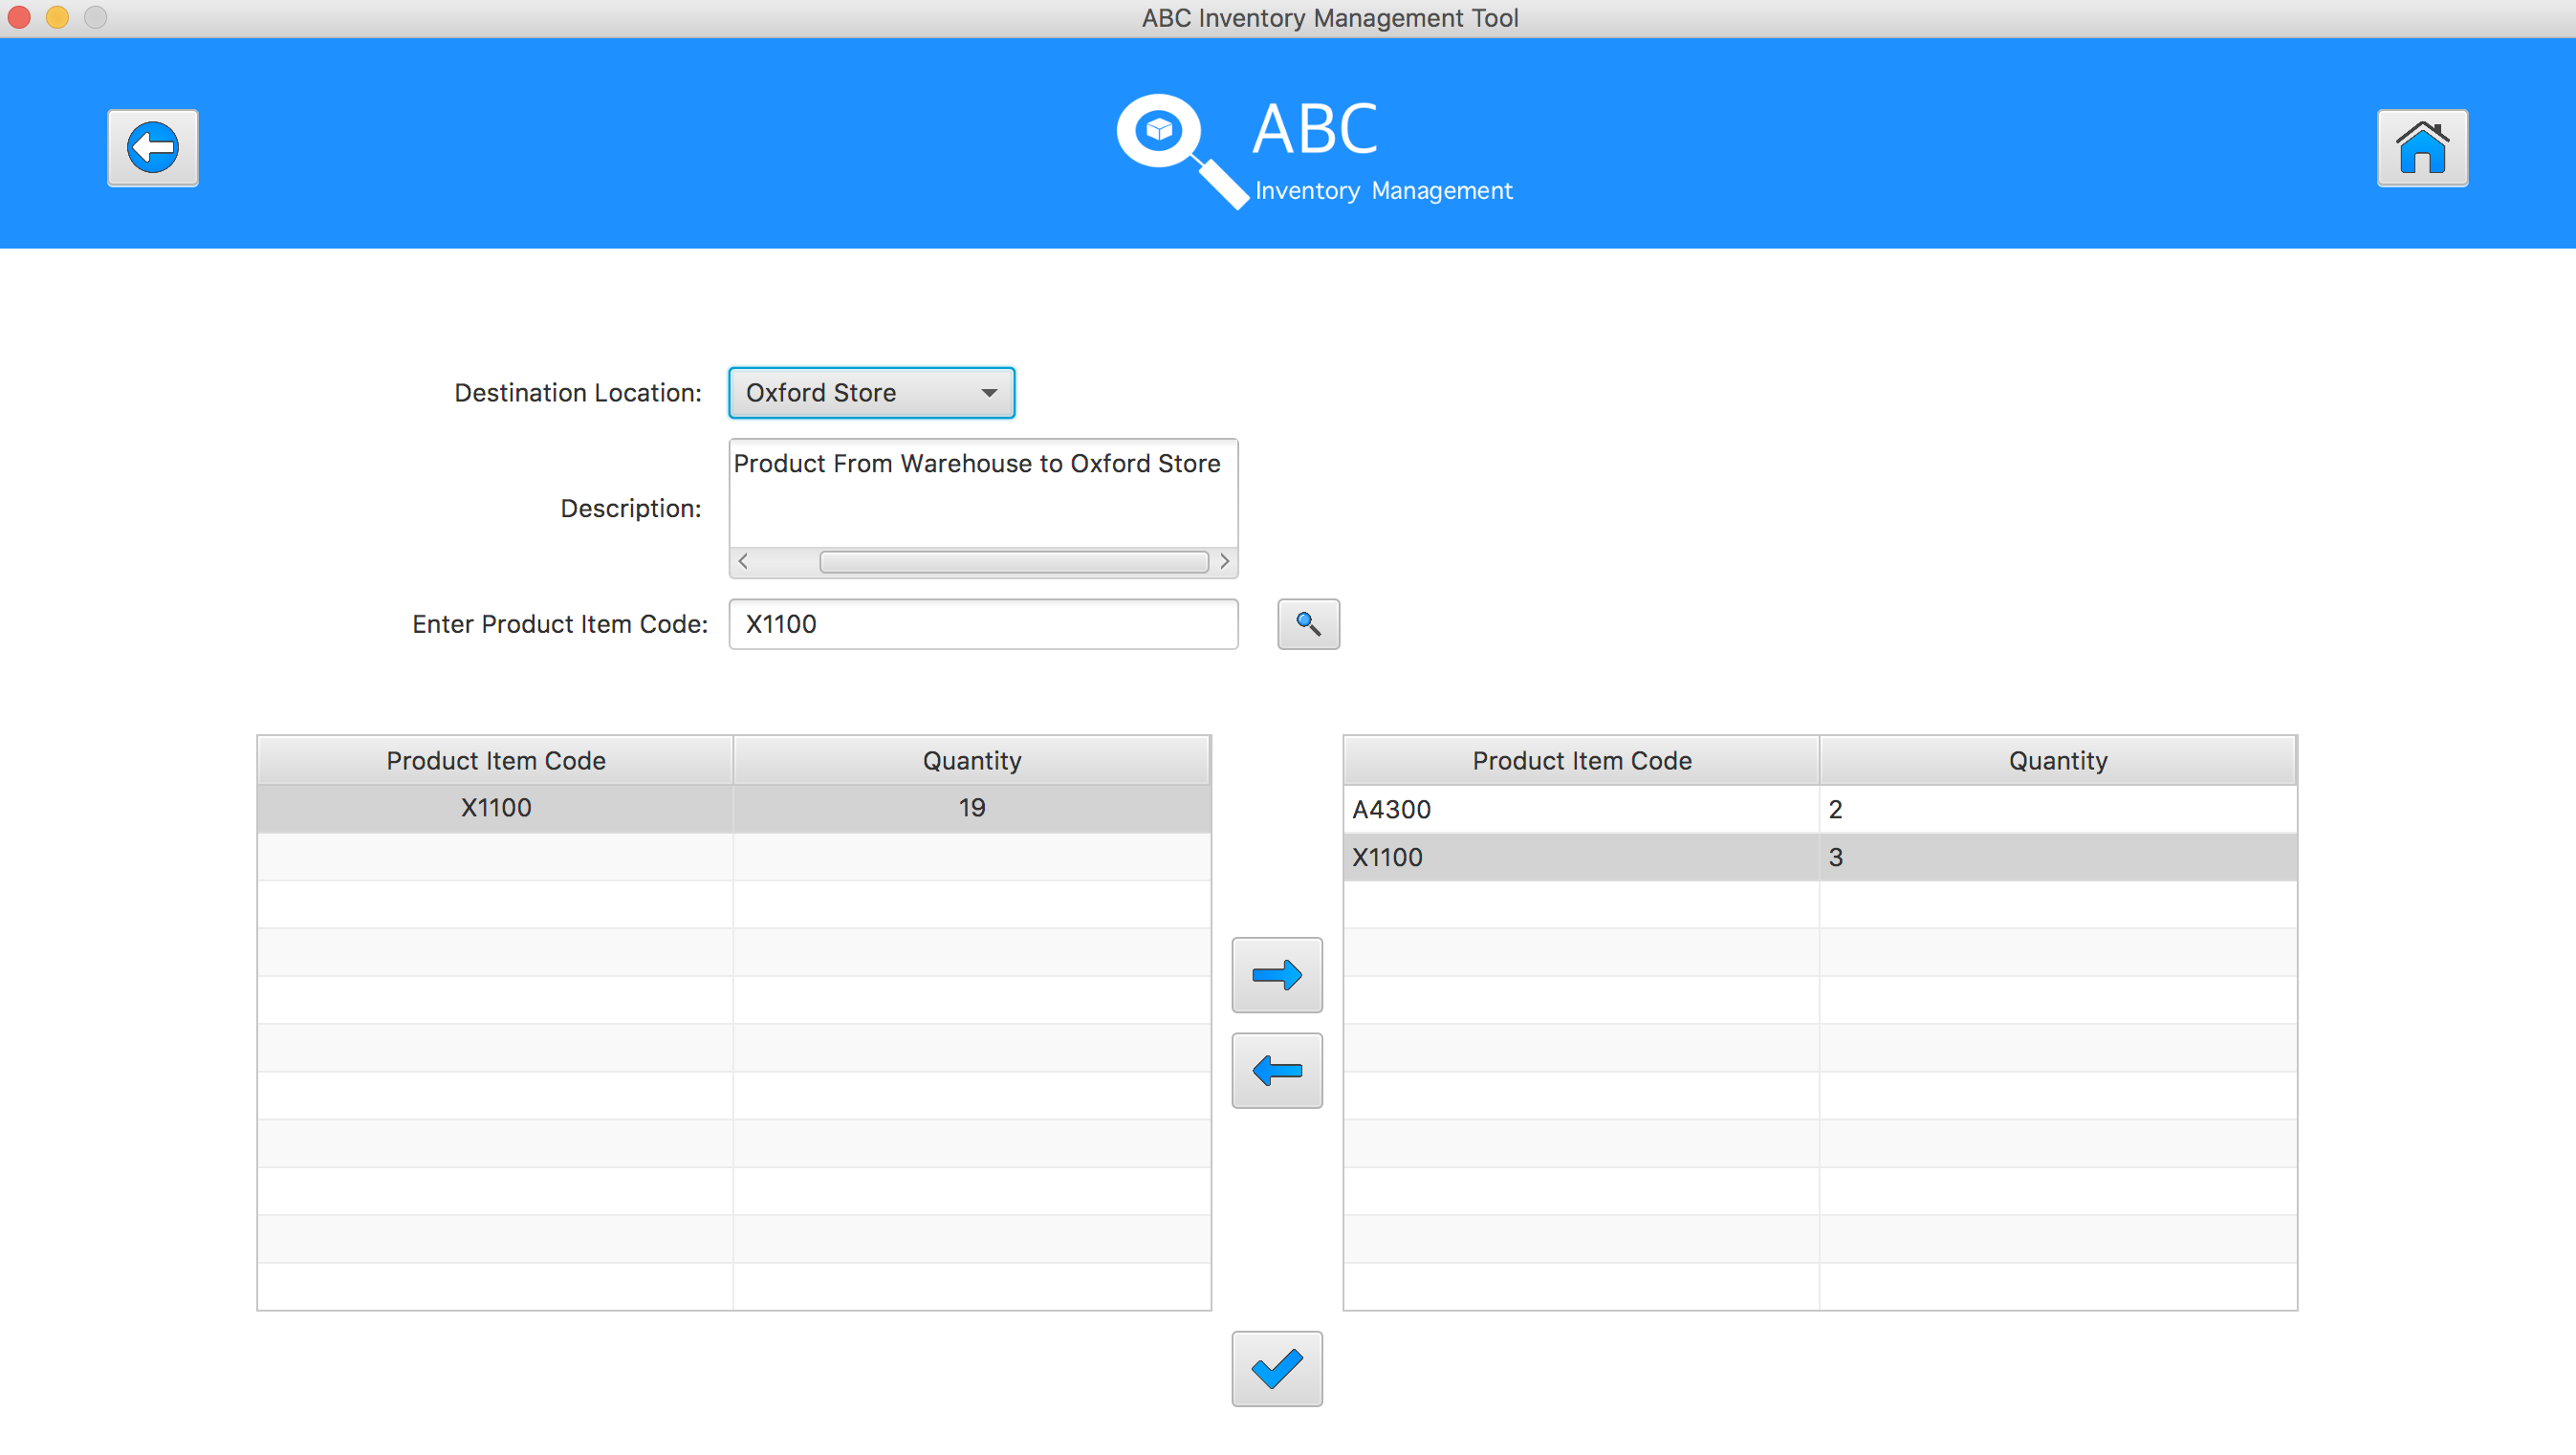 ABC Inventory Management Tool
ABC
Inventory Management
Destination Location: Oxford Store
Product From Warehouse to Oxford Store
Description:
Enter Product Item Code: X1100
Product Item Code Quantity
X1100 19
Product Item Code Quantity
A4300 2
X1100 3